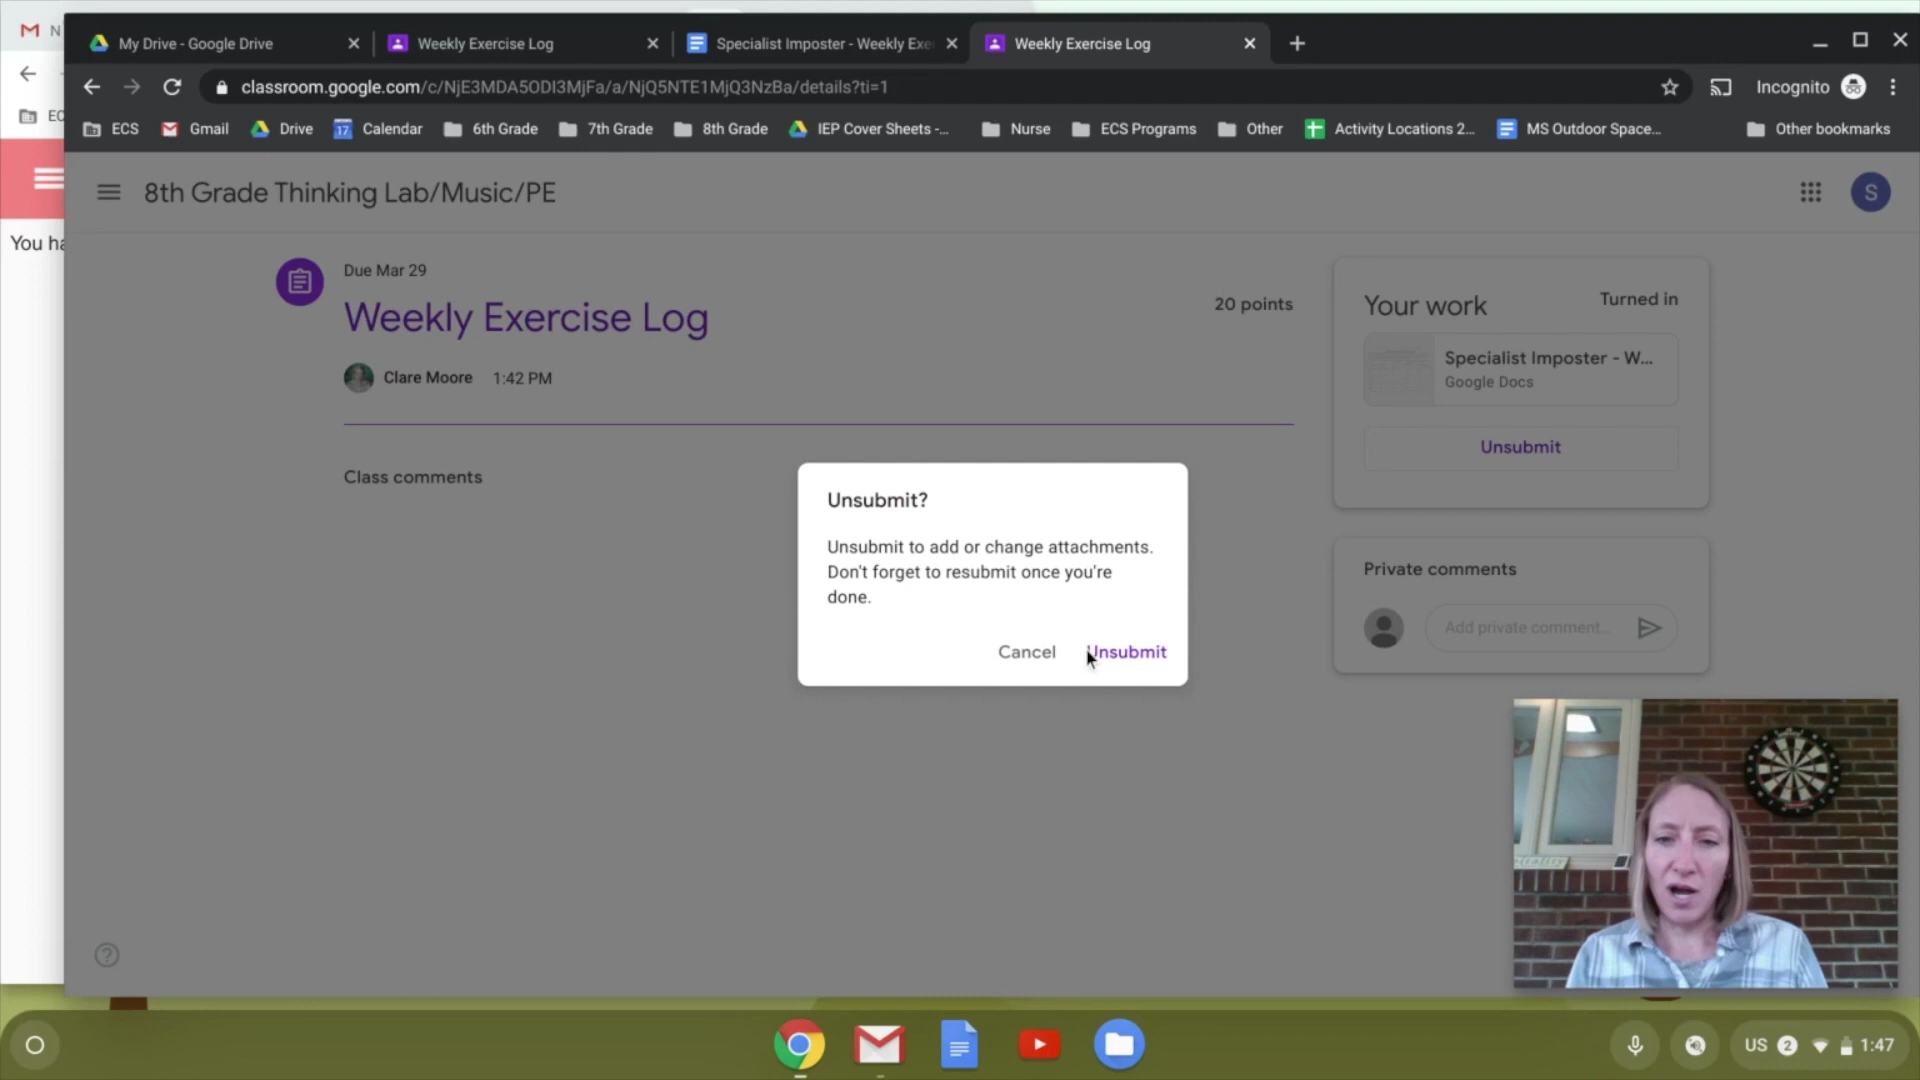 N
My Drive - Google Drive
Weekly Exercise Log
Specialist Imposter - Weekly Exe
Weekly Exercise Log
classroom.google.com/c/NjE3MDA5ODI3MjFa/a/NjQ5NTE1MjQ3NzBa/details?ti=1
Incognito
EC
ECS
Gmail
17
Drive
Calendar
6th Grade
7th Grade
8th Grade
IEP Cover Sheets -...
Nurse
ECS Programs
Other
Activity Locations 2...
MS Outdoor Space...
Other bookmarks
8th Grade Thinking Lab/Music/PE
S
You ha
Due Mar 29
Weekly Exercise Log
20 points
Clare Moore 1:42 PM
Class comments
Your work
Turned in
Specialist Imposter - W...
Google Docs
Unsubmit
Private comments
Add private comment...
Unsubmit?
Unsubmit to add or change attachments.
Don't forget to resubmit once you're
done.
Cancel
Unsubmit
US 2 1:47